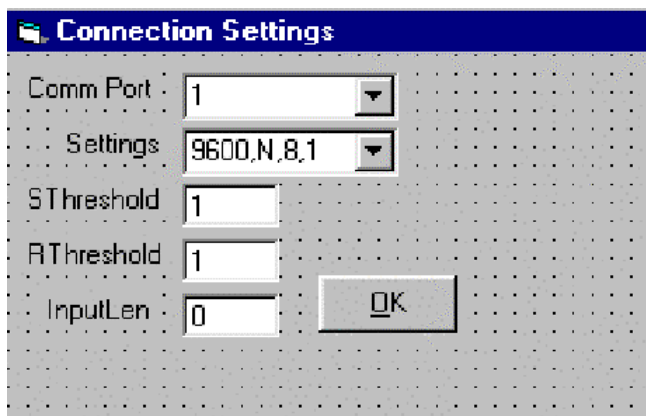 Connection Settings
Comm Port 1
Settings 9600,N,8,1
SThreshold 1
RThreshold 1
InputLen 0
OK